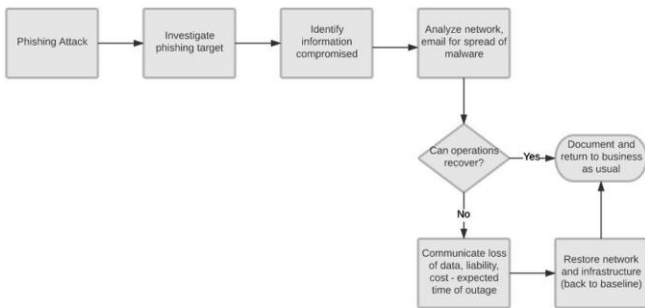 Phishing Attack
Investigate
phishing target
Identify
information
compromised
Analyze network,
email for spread of
malware
Can operations
recover?
Yes
Document and
return to business
as usual
No
Communicate loss
of data, liability,
cost - expected
time of outage
Restore network
and infrastructure
(back to baseline)